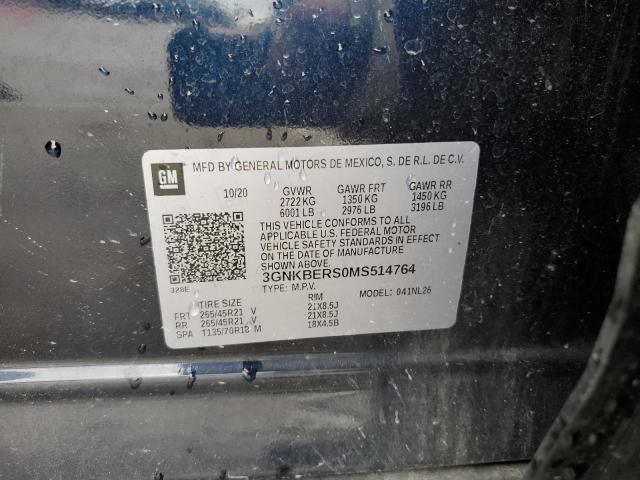 GM
MFD BY GENERAL MOTORS DE MEXICO, S. DE R.L. DE C.V.
10/20 GVWR GAWR FRT GAWR RR
2722 KG 1350 KG 1450 KG
6001 LB 2976 LB 3196 LB
THIS VEHICLE CONFORMS TO ALL
APPLICABLE U.S. FEDERAL MOTOR
VEHICLE SAFETY STANDARDS IN EFFECT
ON THE DATE OF MANUFACTURE SHOWN ABOVE.
3GNKBERS0MS514764
328E TYPE: M.P.V. MODEL: 041NL26
TIRE SIZE RIM
FRT 265/45R21 V 21X8.5J
RR 265/45R21 V 21X8.5J
SPA T135/70R18 M 18X4.5B